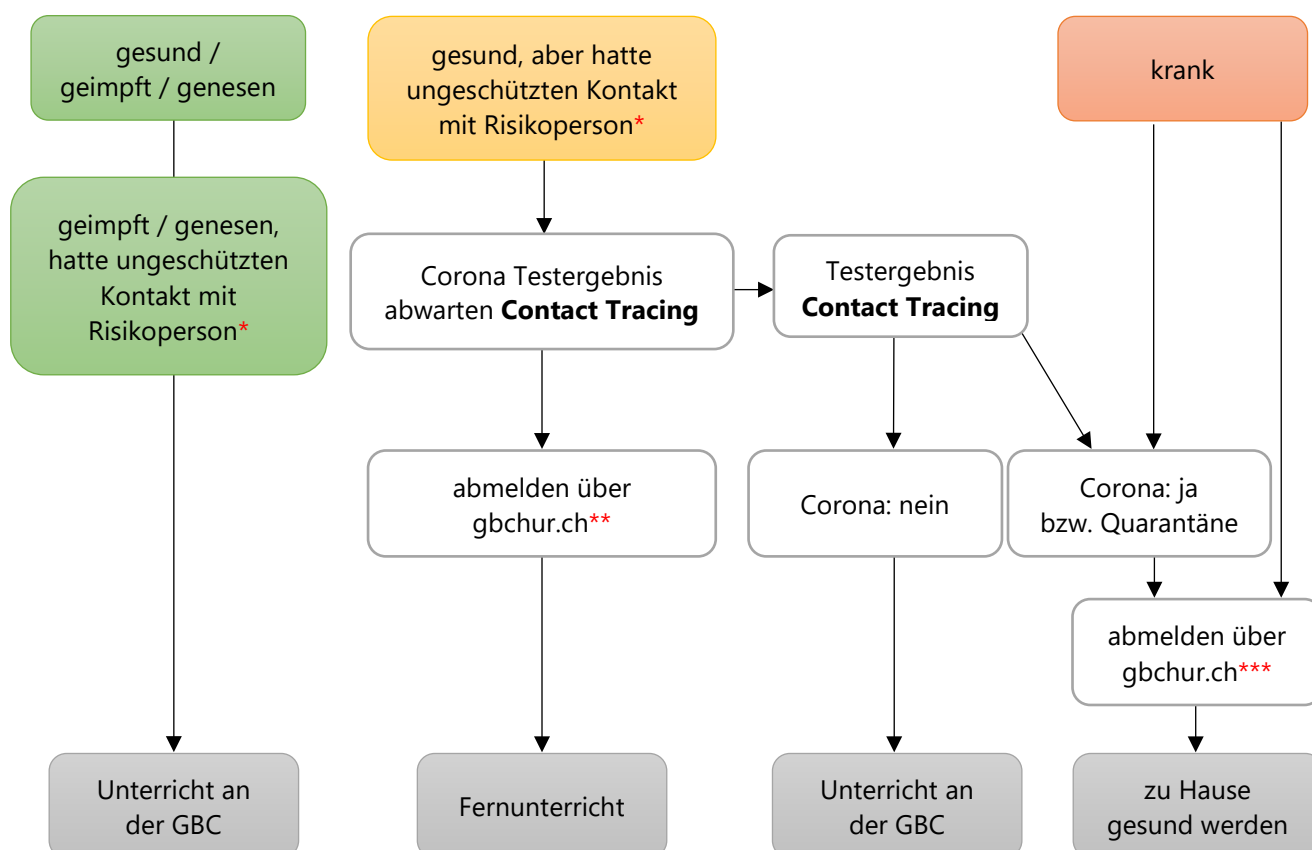 gesund /
geimpft / genesen
geimpft / genesen,
hatte ungeschützten
Kontakt mit
Risikoperson*
Unterricht an
der GBC
gesund, aber hatte
ungeschützten Kontakt
mit Risikoperson*
Corona Testergebnis
abwarten Contact Tracing
abmelden über
gbchur.ch**
Fernunterricht
Testergebnis
Contact Tracing
Corona: nein
Unterricht an
der GBC
krank
Corona: ja
bzw. Quarantäne
abmelden über
gbchur.ch***
zu Hause
gesund werden